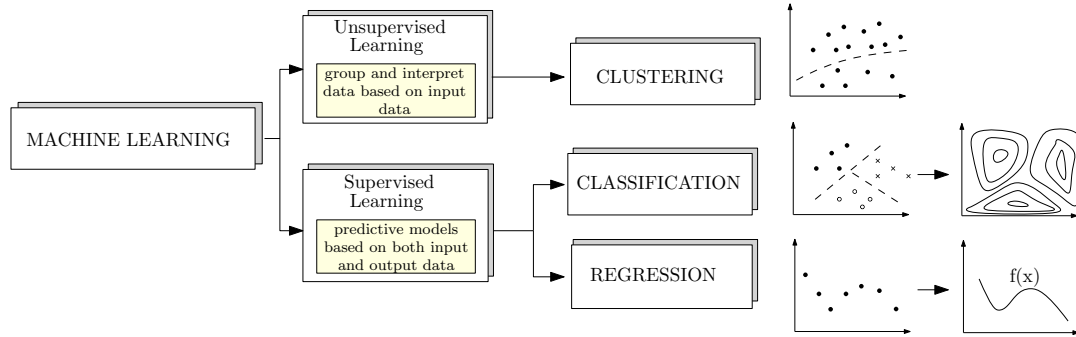 MACHINE LEARNING
Unsupervised
Learning
group and interpret
data based on input
data
CLUSTERING
Supervised
Learning
predictive models
based on both input
and output data
CLASSIFICATION
REGRESSION
f(x)